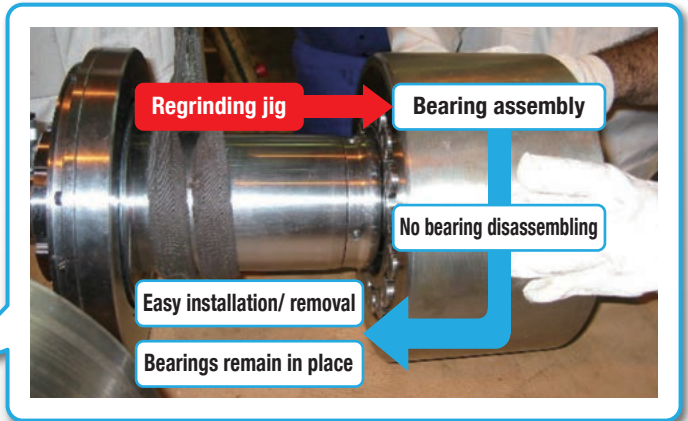 Regrinding jig
Bearing assembly
No bearing disassembling
Easy installation/ removal
Bearings remain in place